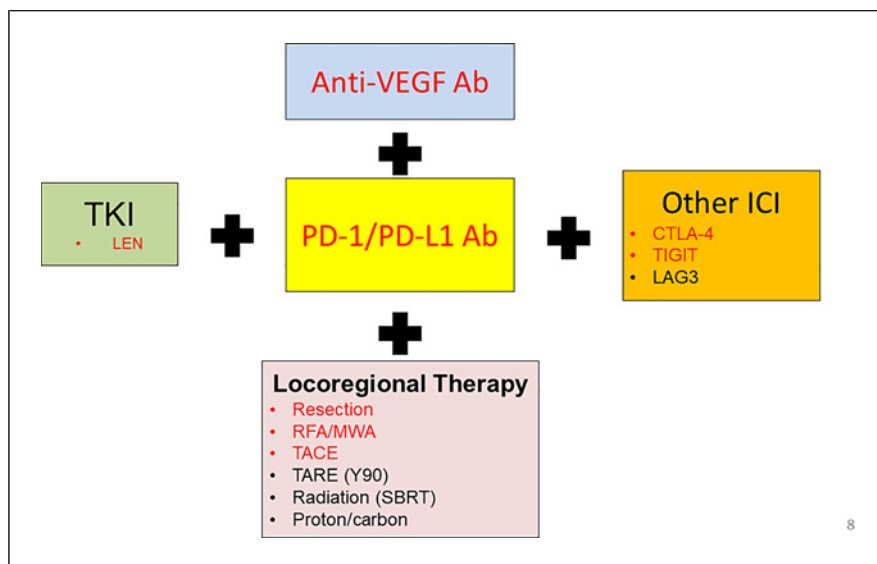 Anti-VEGF Ab
TKI
• LEN
PD-1/PD-L1 Ab
Other ICI
• CTLA-4
• TIGIT
• LAG3
Locoregional Therapy
• Resection
• RFA/MWA
• TACE
• TARE (Y90)
• Radiation (SBRT)
• Proton/carbon
8